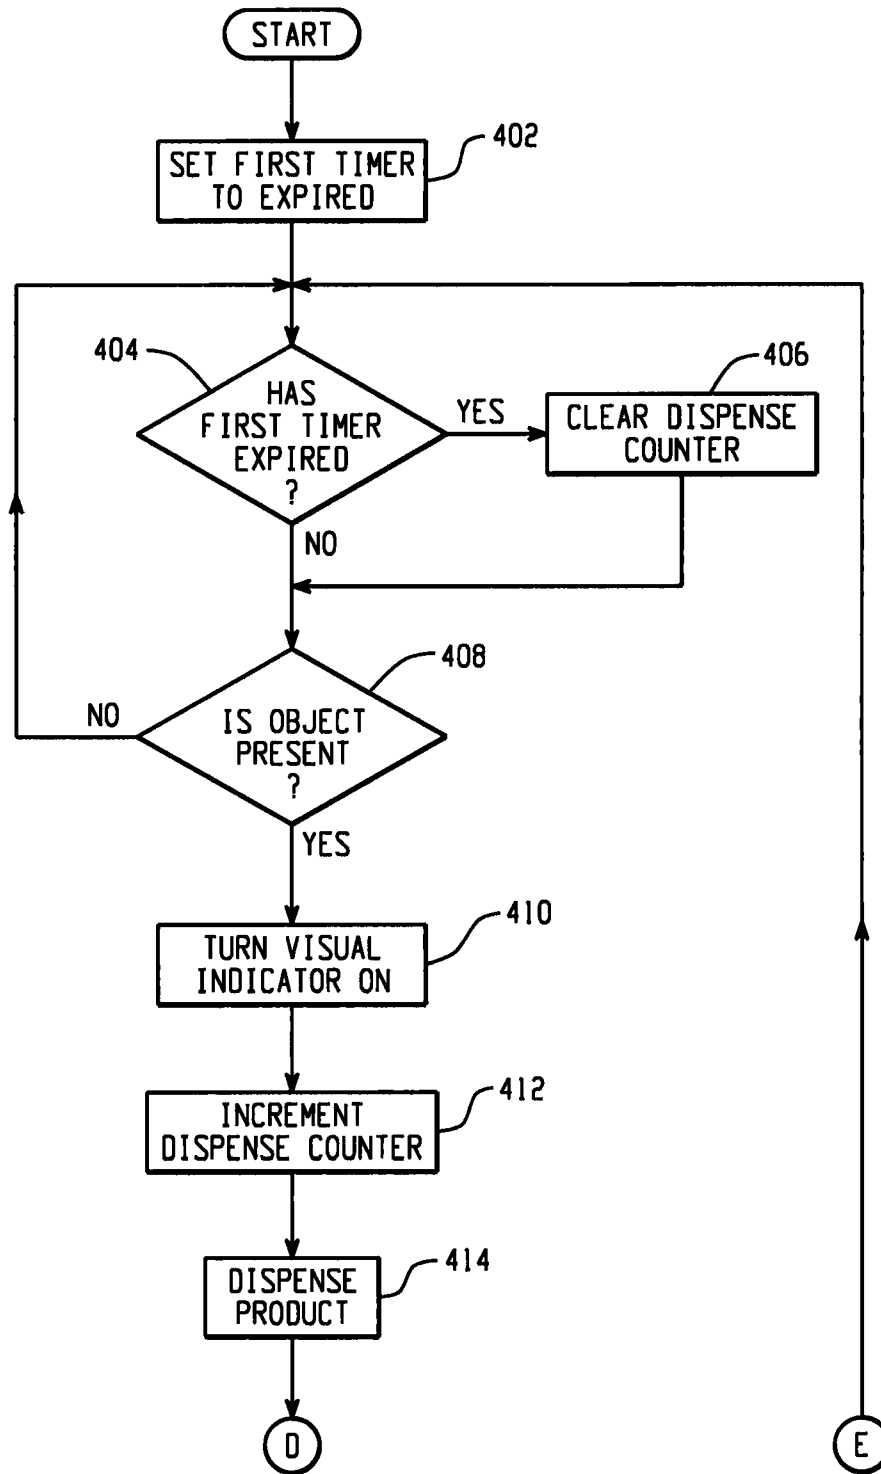 START
402
SET FIRST TIMER
TO EXPIRED
404
HAS
FIRST TIMER
EXPIRED
?
YES
406
CLEAR DISPENSE
COUNTER
NO
408
NO
IS OBJECT
PRESENT
?
YES
410
TURN VISUAL
INDICATOR ON
412
INCREMENT
DISPENSE COUNTER
414
DISPENSE
PRODUCT
D
E